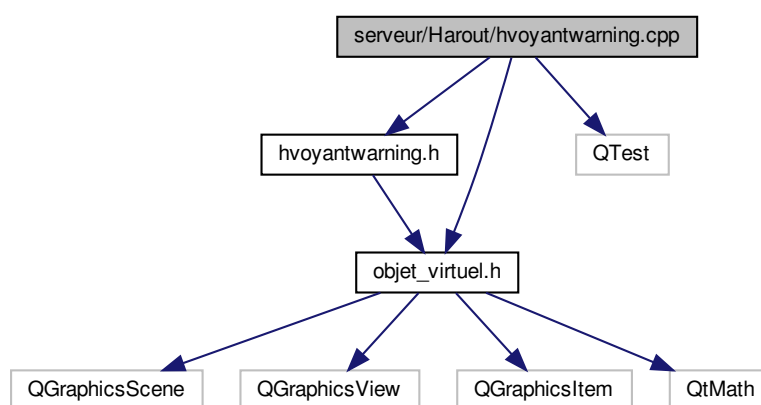 serveur/Harout/hvoyantwarning.cpp
hvoyantwarning.h
QTest
objet_virtuel.h
QGraphicsScene
QGraphicsView
QGraphicsItem
QtMath